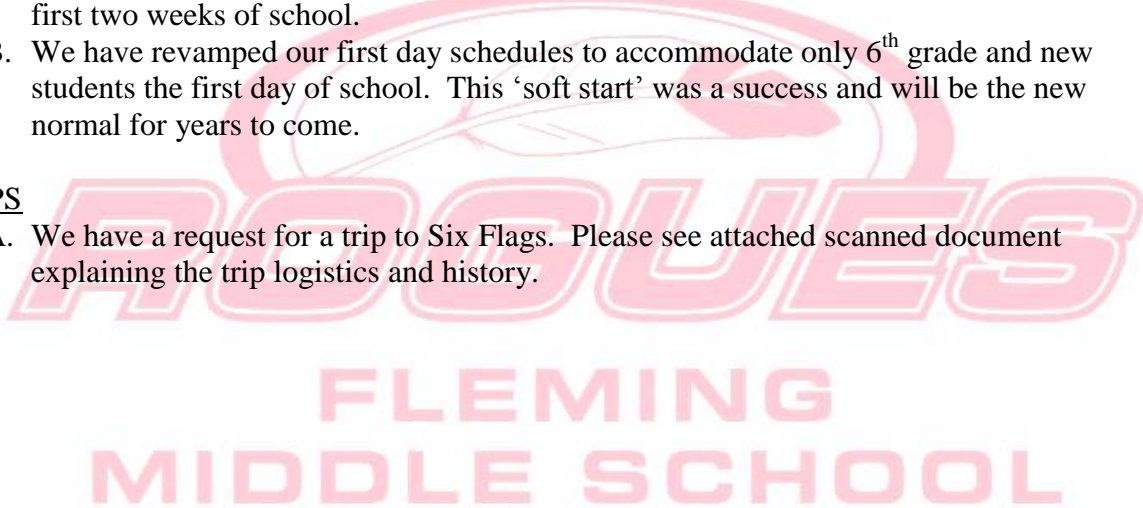 first two weeks of school.
3. We have revamped our first day schedules to accommodate only 6th grade and new
students the first day of school. This ‘soft start’ was a success and will be the new
normal for years to come.
PS
A. We have a request for a trip to Six Flags. Please see attached scanned document
explaining the trip logistics and history.
ROGUES
FLEMING
MIDDLE SCHOOL